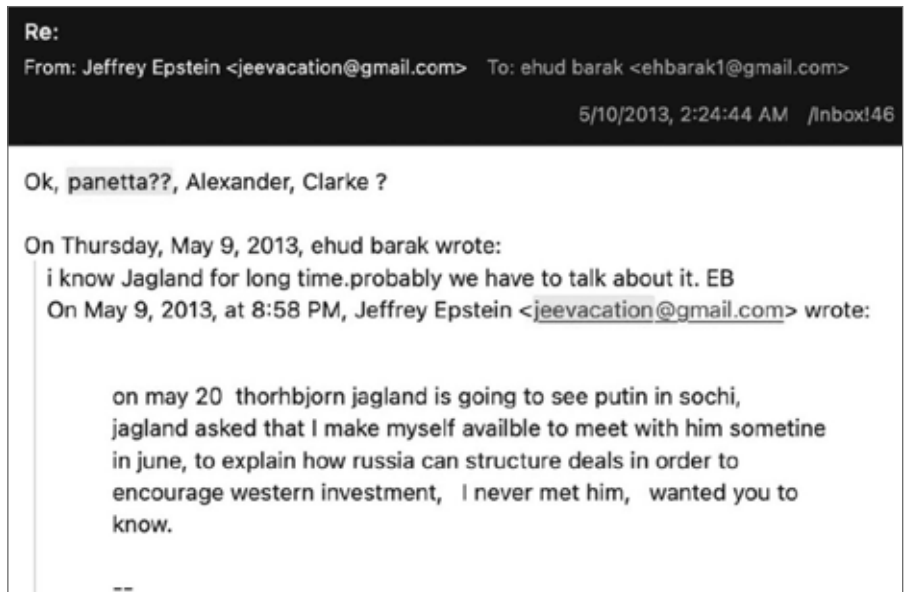 Re:
From: Jeffrey Epstein <jeevacation@gmail.com> To: ehud barak <ehbarak1@gmail.com>
5/10/2013, 2:24:44 AM /Inbox!46
Ok, panetta??, Alexander, Clarke ?
On Thursday, May 9, 2013, ehud barak wrote:
i know Jagland for long time.probably we have to talk about it. EB
On May 9, 2013, at 8:58 PM, Jeffrey Epstein <jeevacation@gmail.com> wrote:
on may 20 thorhbjorn jagland is going to see putin in sochi,
jagland asked that I make myself availble to meet with him sometine
in june, to explain how russia can structure deals in order to
encourage western investment, I never met him, wanted you to
know.
--